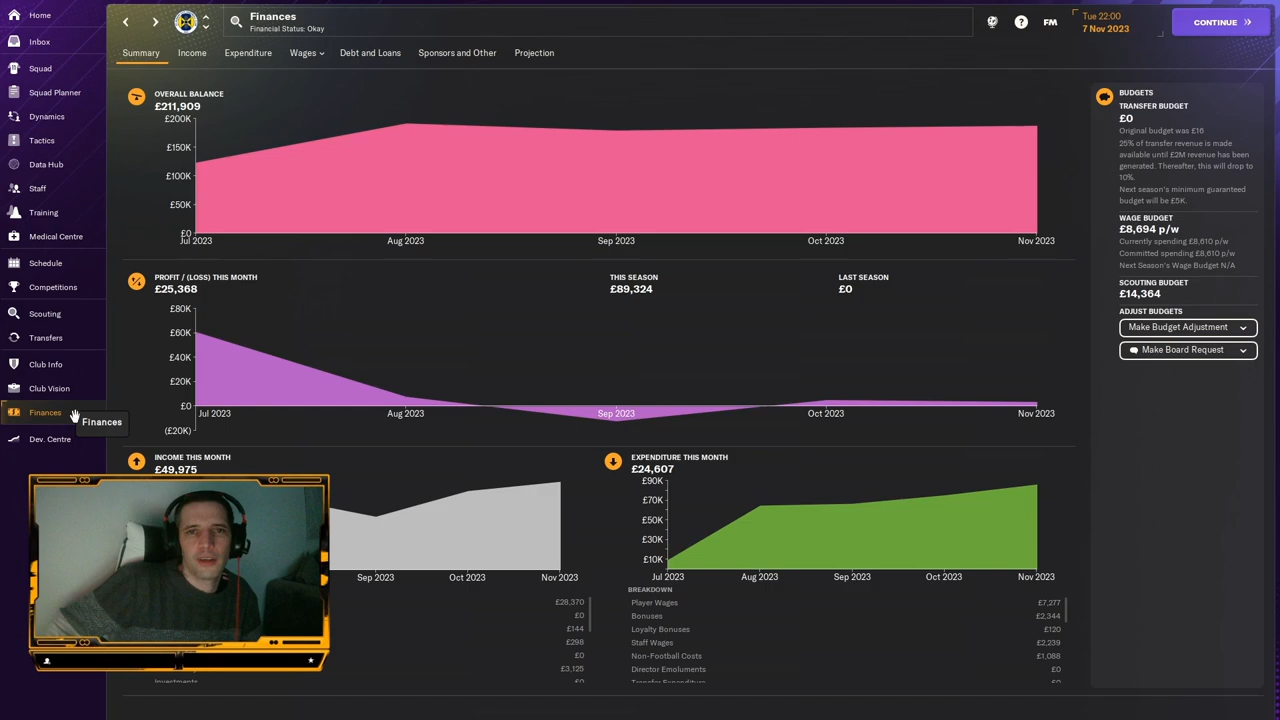 Home
Inbox
Squad
Squad Planner
Dynamics
Tactics
Data Hub
Staff
Training
Medical Centre
Schedule
Competitions
Scouting
Transfers
Club Info
Club Vision
Finances
Finances
Dev. Centre
Finances
Financial Status: Okay
FM
Tue 22:00
7 Nov 2023
CONTINUE
Summary
Income
Expenditure
Wages
Debt and Loans
Sponsors and Other
Projection
OVERALL BALANCE
£211,909
£200K
£150K
£100K
£50K
£0
Jul 2023
Aug 2023
Sep 2023
Oct 2023
Nov 2023
PROFIT / (LOSS) THIS MONTH
£25,368
THIS SEASON
£89,324
LAST SEASON
£0
£80K
£60K
£40K
£20K
£0
(£20K)
Jul 2023
Aug 2023
Sep 2023
Oct 2023
Nov 2023
INCOME THIS MONTH
£49,975
Sep 2023
Oct 2023
Nov 2023
£28,370
£0
£144
£298
£0
£3,125
Investments
£0
EXPENDITURE THIS MONTH
£24,607
£90K
£70K
£50K
£30K
£10K
Jul 2023
Aug 2023
Sep 2023
Oct 2023
Nov 2023
BREAKDOWN
Player Wages £7,277
Bonuses £2,344
Loyalty Bonuses £120
Staff Wages £2,239
Non-Football Costs £1,088
Director Emoluments £0
Transfer Expenditure £0
BUDGETS
TRANSFER BUDGET
£0
Original budget was £16
25% of transfer revenue is made
available until £2M revenue has been
generated. Thereafter, this will drop to
10%.
Next season's minimum guaranteed
budget will be £5K.
WAGE BUDGET
£8,694 p/w
Currently spending £8,610 p/w
Committed spending £8,610 p/w
Next Season's Wage Budget N/A
SCOUTING BUDGET
£14,364
ADJUST BUDGETS
Make Budget Adjustment
Make Board Request